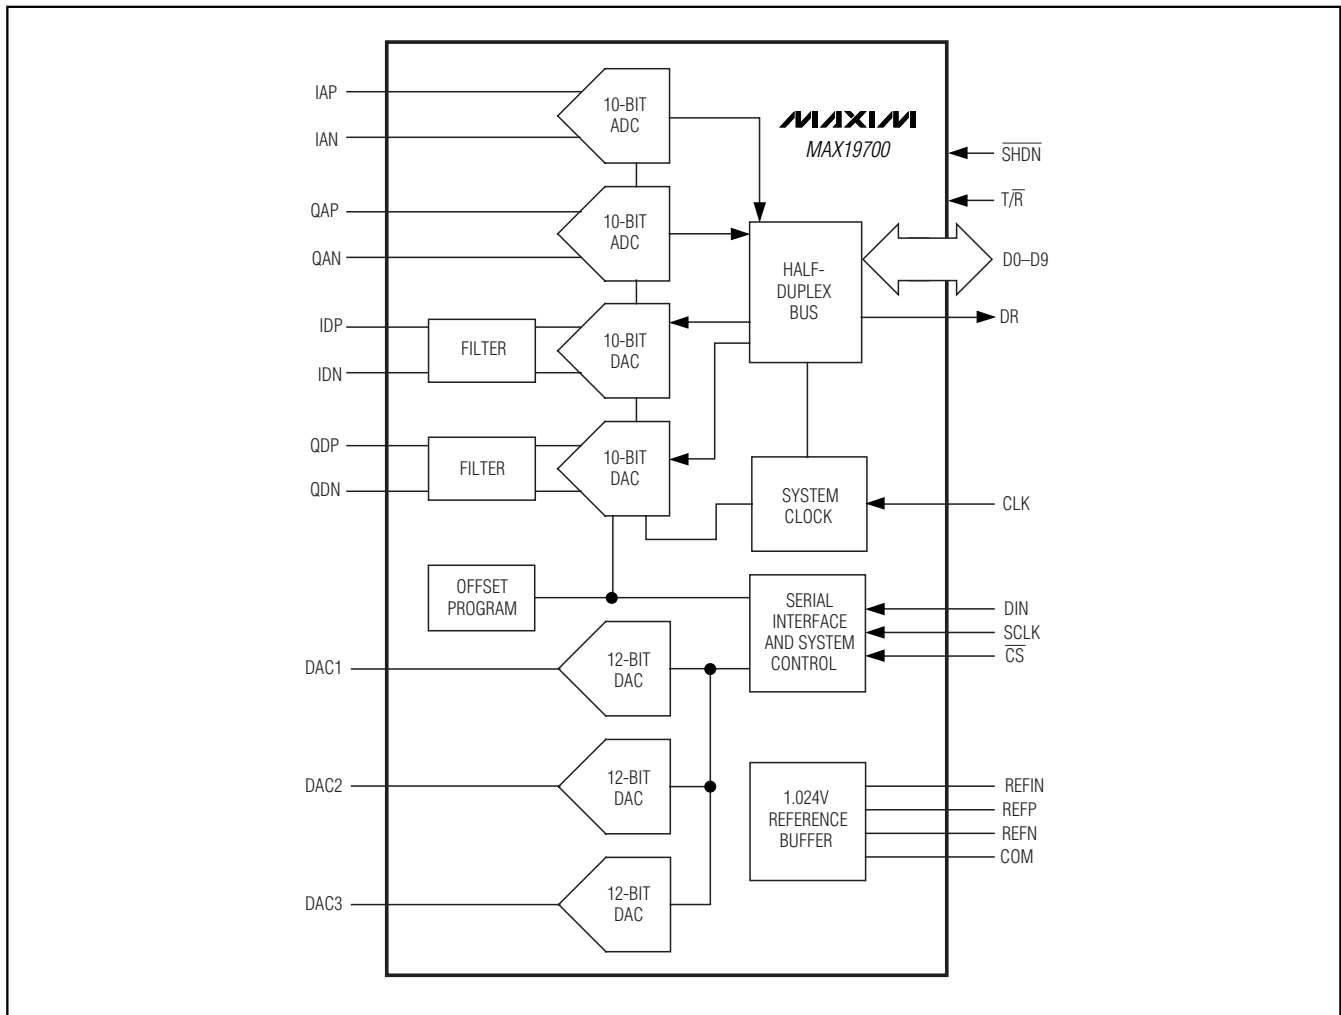 IAP
IAN
10-BIT
ADC
MAXIM
MAX19700
S̅H̅D̅N̅
T/R̅
QAP
QAN
10-BIT
ADC
HALF-
DUPLEX
BUS
D0–D9
DR
IDP
IDN
FILTER
10-BIT
DAC
QDP
QDN
FILTER
10-BIT
DAC
SYSTEM
CLOCK
CLK
OFFSET
PROGRAM
SERIAL
INTERFACE
AND SYSTEM
CONTROL
DIN
SCLK
C̅S̅
DAC1
12-BIT
DAC
DAC2
12-BIT
DAC
1.024V
REFERENCE
BUFFER
REFIN
REFP
REFN
COM
DAC3
12-BIT
DAC